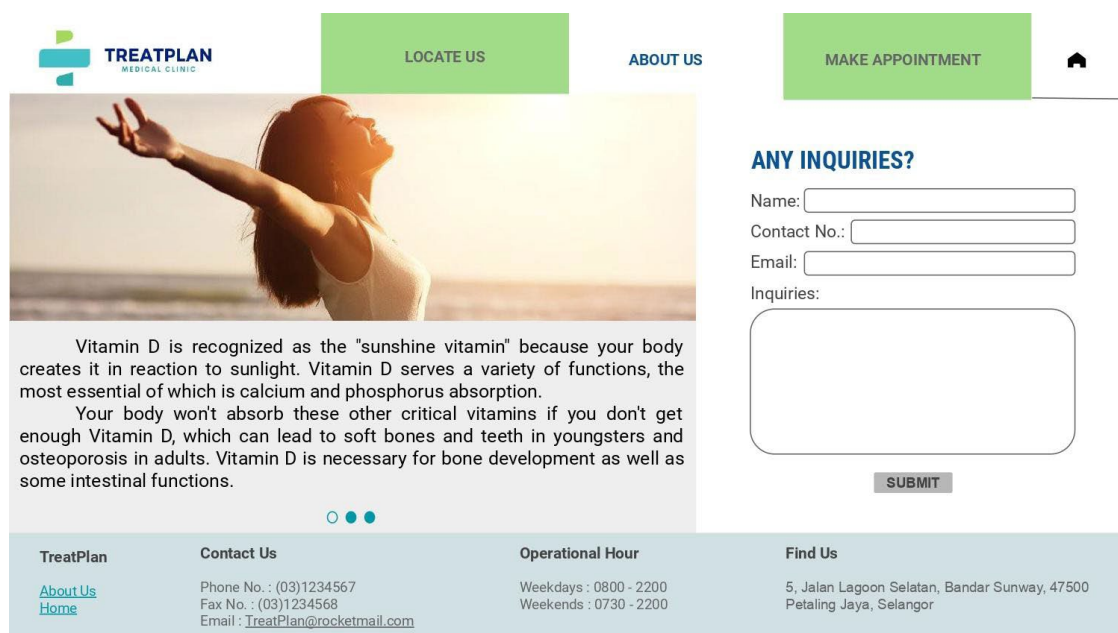 TREATPLAN
MEDICAL CLINIC
LOCATE US
ABOUT US
MAKE APPOINTMENT
Vitamin D is recognized as the "sunshine vitamin" because your body
creates it in reaction to sunlight. Vitamin D serves a variety of functions, the
most essential of which is calcium and phosphorus absorption.
Your body won't absorb these other critical vitamins if you don't get
enough Vitamin D, which can lead to soft bones and teeth in youngsters and
osteoporosis in adults. Vitamin D is necessary for bone development as well as
some intestinal functions.
ANY INQUIRIES?
Name:
Contact No.:
Email:
Inquiries:
SUBMIT
TreatPlan
About Us
Home
Contact Us
Phone No. : (03)1234567
Fax No. : (03)1234568
Email : TreatPlan@rocketmail.com
Operational Hour
Weekdays : 0800 - 2200
Weekends : 0730 - 2200
Find Us
5, Jalan Lagoon Selatan, Bandar Sunway, 47500
Petaling Jaya, Selangor